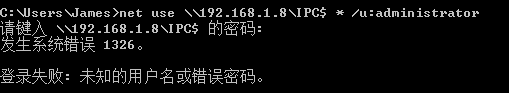 C:\Users\James>net use \\192.168.1.8\IPC$ * /u:administrator
请键入 \\192.168.1.8\IPC$ 的密码:
发生系统错误 1326。
登录失败: 未知的用户名或错误密码。